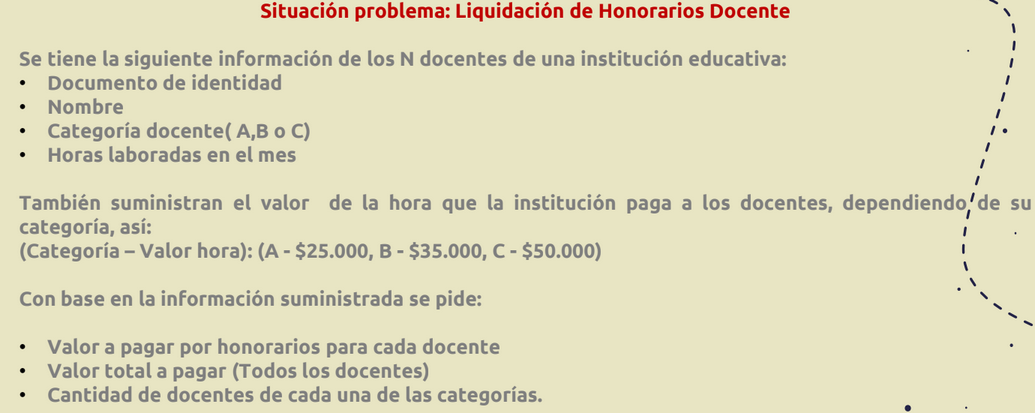 Situación problema: Liquidación de Honorarios Docente
Se tiene la siguiente información de los N docentes de una institución educativa:
• Documento de identidad
• Nombre
• Categoría docente( A,B o C)
• Horas laboradas en el mes
También suministran el valor de la hora que la institución paga a los docentes, dependiendo de su
categoría, así:
(Categoría – Valor hora): (A - $25.000, B - $35.000, C - $50.000)
Con base en la información suministrada se pide:
• Valor a pagar por honorarios para cada docente
• Valor total a pagar (Todos los docentes)
• Cantidad de docentes de cada una de las categorías.